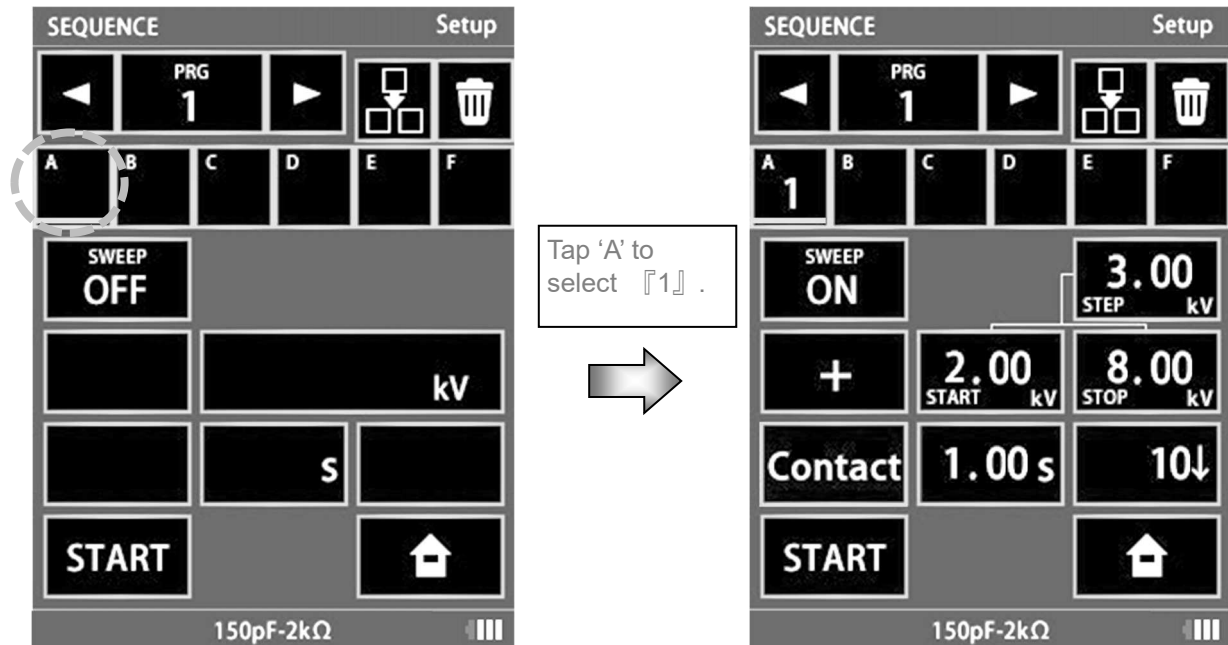 SEQUENCE Setup
PRG
1
A B C D E F
SWEEP
OFF
kV
S
START
150pF-2kΩ
Tap ‘A’ to
select 『1』.
SEQUENCE Setup
PRG
1
A B C D E F
1
SWEEP
ON
3.00
STEP kV
+
2.00
START kV
8.00
STOP kV
Contact
1.00 s
10↓
START
150pF-2kΩ